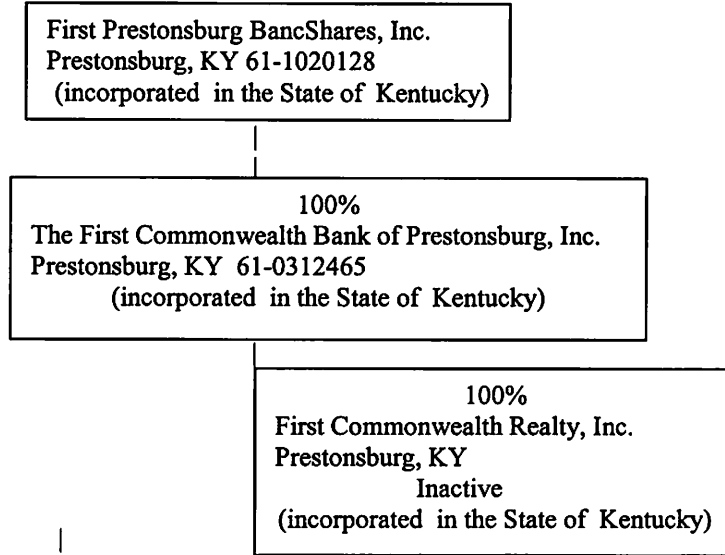 First Prestonsburg BancShares, Inc.
Prestonsburg, KY 61-1020128
(incorporated in the State of Kentucky)
100%
The First Commonwealth Bank of Prestonsburg, Inc.
Prestonsburg, KY 61-0312465
(incorporated in the State of Kentucky)
100%
First Commonwealth Realty, Inc.
Prestonsburg, KY
Inactive
(incorporated in the State of Kentucky)